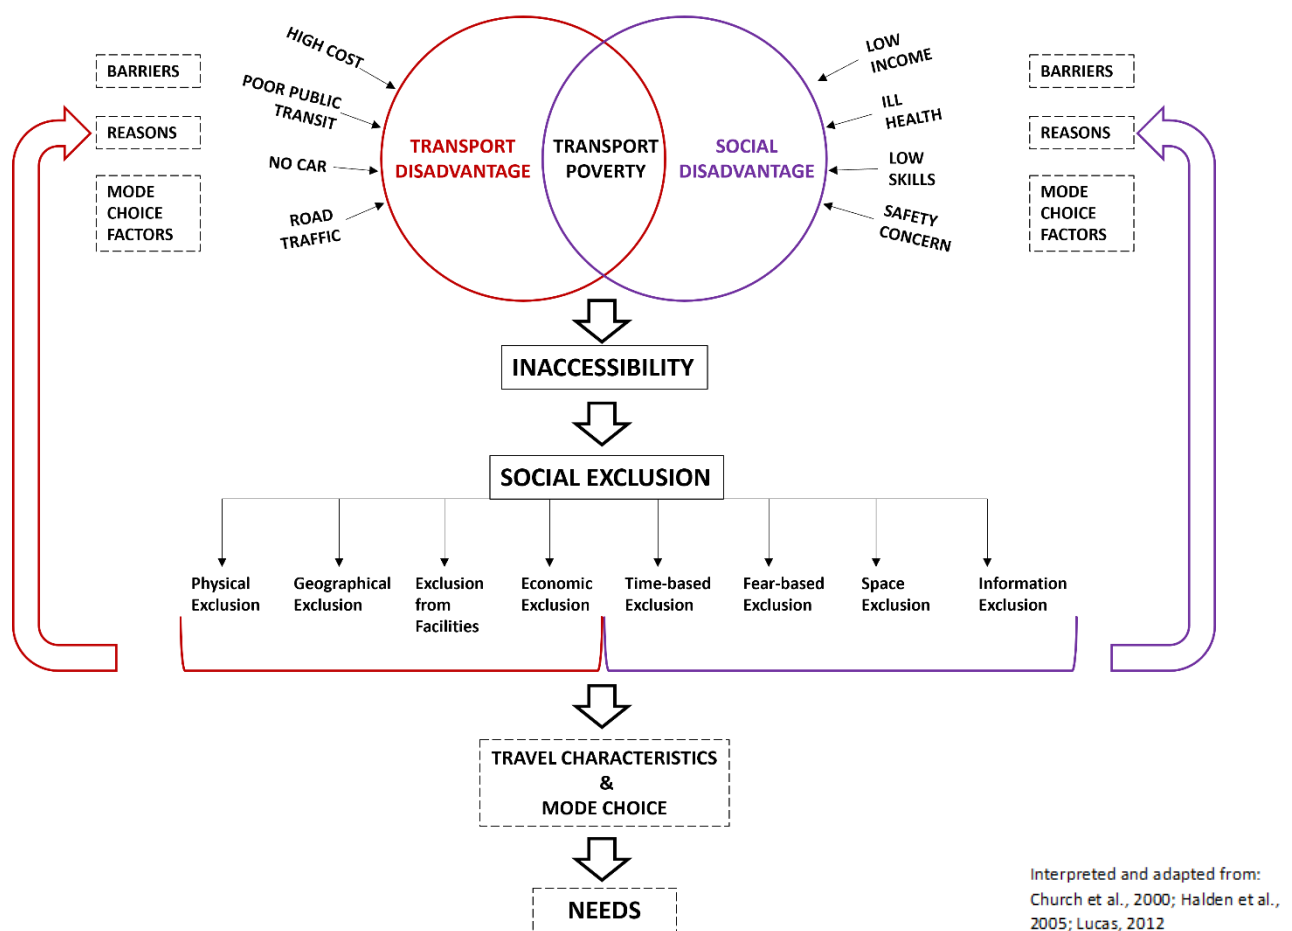 BARRIERS
REASONS
MODE
CHOICE
FACTORS
HIGH COST
POOR PUBLIC
TRANSIT
NO CAR
ROAD
TRAFFIC
TRANSPORT
DISADVANTAGE
TRANSPORT
POVERTY
SOCIAL
DISADVANTAGE
LOW
INCOME
ILL
HEALTH
LOW
SKILLS
SAFETY
CONCERN
BARRIERS
REASONS
MODE
CHOICE
FACTORS
INACCESSIBILITY
SOCIAL EXCLUSION
Physical
Exclusion
Geographical
Exclusion
Exclusion
from
Facilities
Economic
Exclusion
Time-based
Exclusion
Fear-based
Exclusion
Space
Exclusion
Information
Exclusion
TRAVEL CHARACTERISTICS
&
MODE CHOICE
NEEDS
Interpreted and adapted from:
Church et al., 2000; Halden et al.,
2005; Lucas, 2012